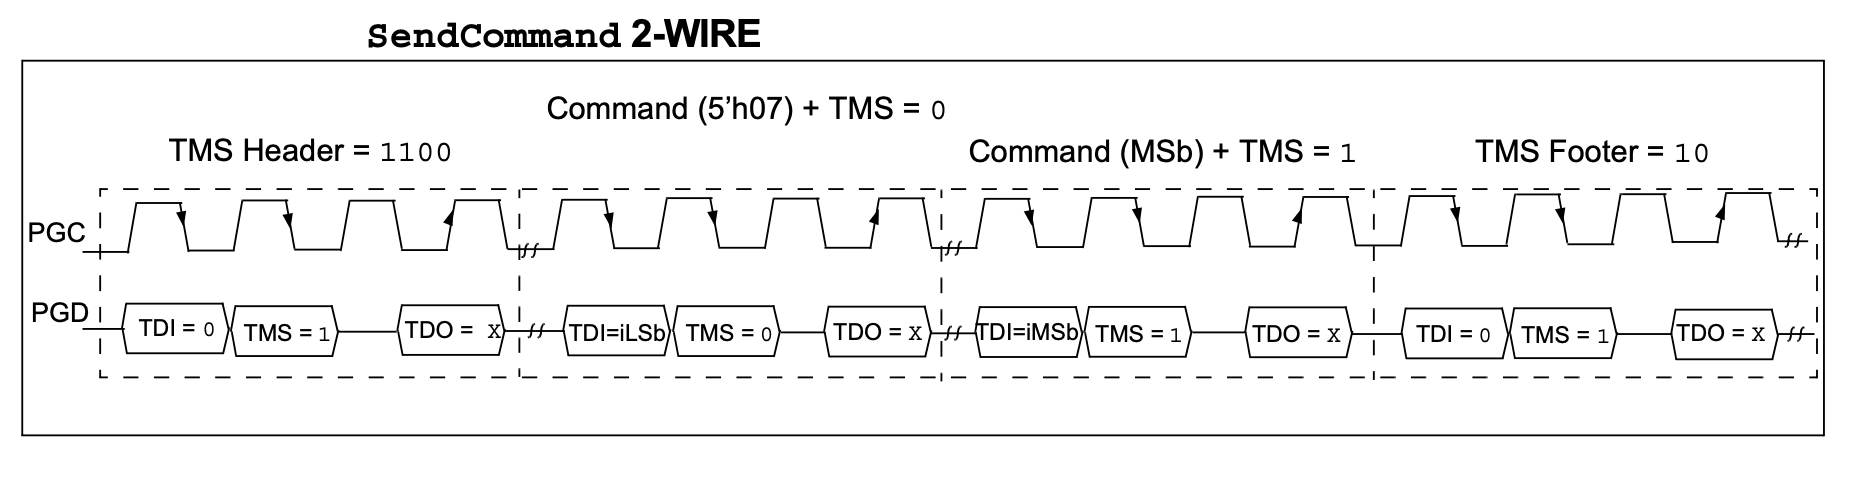 SendCommand 2-WIRE
Command (5’h07) + TMS = 0
TMS Header = 1100
Command (MSb) + TMS = 1
TMS Footer = 10
PGC
PGD
TDI = 0
TMS = 1
TDO = x
TDI=iLSb
TMS = 0
TDO = x
TDI=iMSb
TMS = 1
TDO = x
TDI = 0
TMS = 1
TDO = x